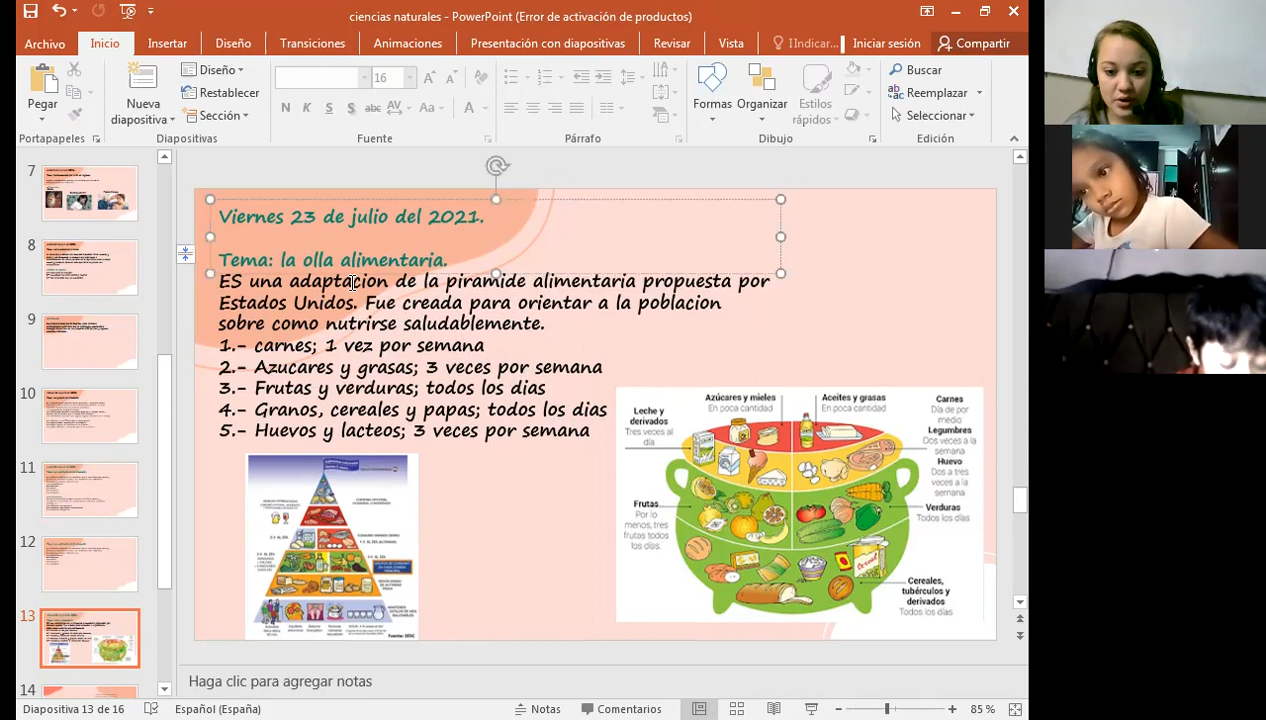 ciencias naturales - PowerPoint (Error de activación de productos)
Archivo Inicio Insertar Diseño Transiciones Animaciones Presentación con diapositivas Revisar Vista Indicar... Iniciar sesión Compartir
Pegar
Nueva diapositiva
Diseño
Restablecer
Sección
16
Formas Organizar Estilos rápidos
Buscar
Reemplazar
Seleccionar
Portapapeles Diapositivas Fuente Párrafo Dibujo Edición
7
8
9
10
11
12
13
14
Viernes 23 de julio del 2021.
Tema: la olla alimentaria.
ES una adaptacion de la piramide alimentaria propuesta por
Estados Unidos. Fue creada para orientar a la poblacion
sobre como nutrirse saludablemente.
1.- carnes; 1 vez por semana
2.- Azucares y grasas; 3 veces por semana
3.- Frutas y verduras; todos los dias
4.- Granos, cereales y papas; todos los dias
5.- Huevos y lacteos; 3 veces por semana
Azúcares y mieles
En poca cantidad
Aceites y grasas
En poca cantidad
Leche y
derivados
Tres veces al
día
Carnes
Día de por
medio
Legumbres
Dos veces a la
semana
Huevo
Dos a tres
veces a la
semana
Frutas
Por lo
menos, tres
frutas todos
los días.
Verduras
Todos los días
Cereales,
tubérculos y
derivados
Todos los días
Haga clic para agregar notas
Diapositiva 13 de 16 Español (España) Notas Comentarios 85 %